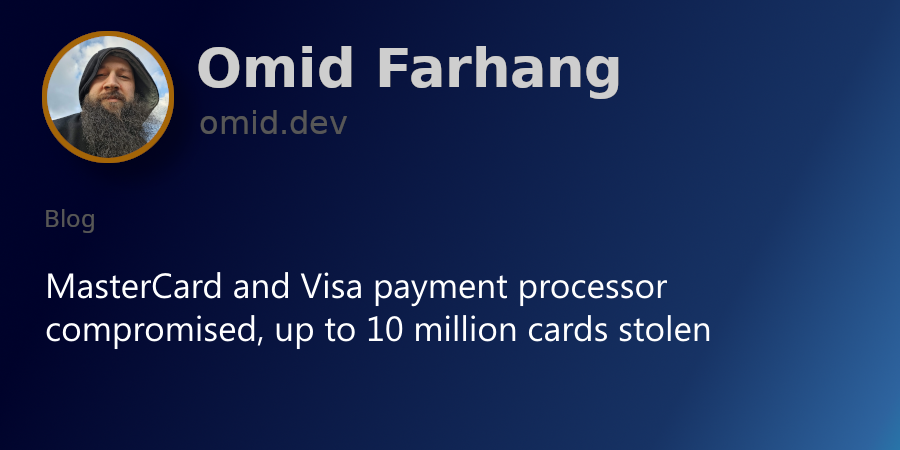 Omid Farhang
omid.dev
Blog
MasterCard and Visa payment processor
compromised, up to 10 million cards stolen